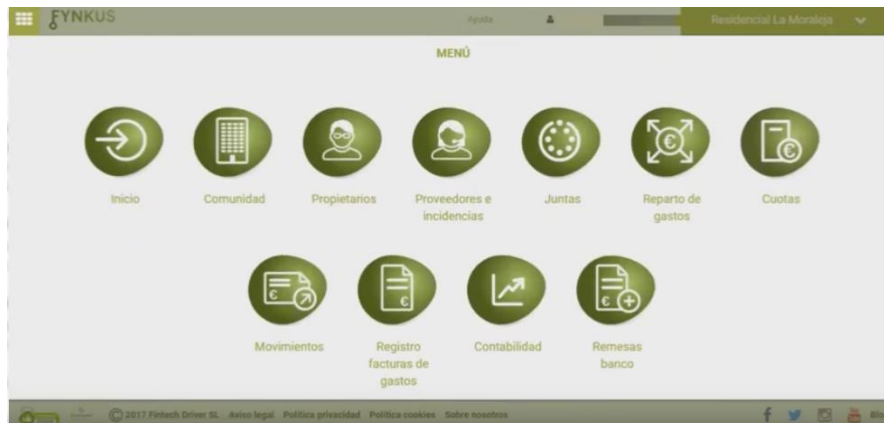 FYNKUS
Ayuda
Residencial La Moraleja
MENÚ
Inicio
Comunidad
Propietarios
Proveedores e
incidencias
Juntas
Reparto de
gastos
Cuotas
Movimientos
Registro
facturas de
gastos
Contabilidad
Remesas
banco
© 2017 Fintech Driver SL Aviso legal Política privacidad Política cookies Sobre nosotros